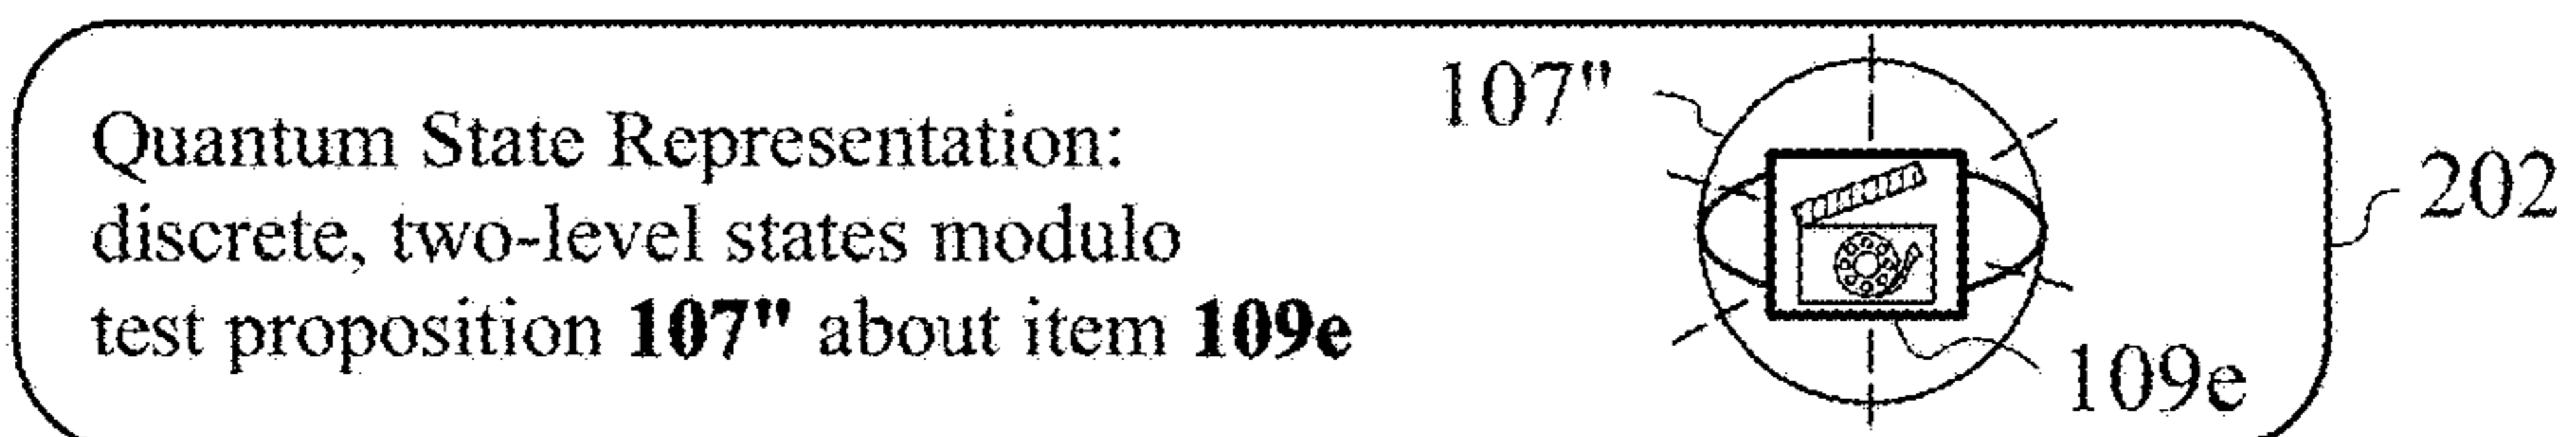 Quantum State Representation:
discrete, two-level states modulo
test proposition 107" about item 109e
107"
202
109e